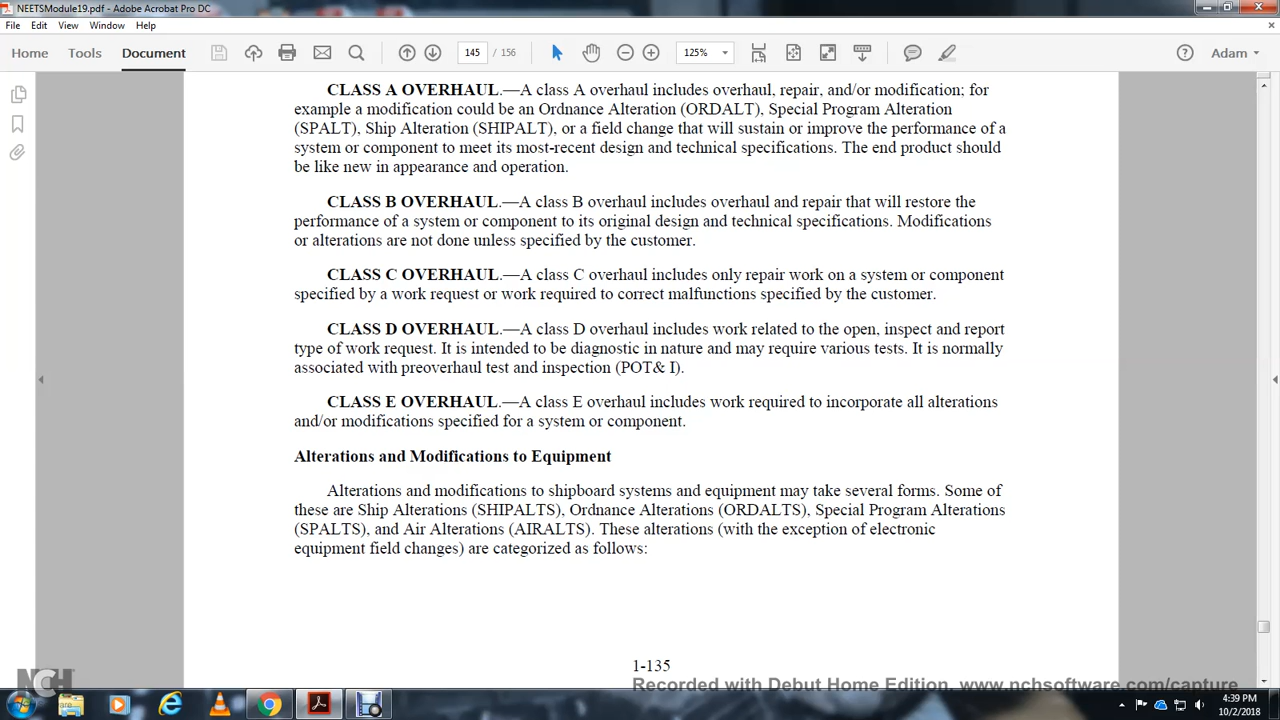 NEETSModule19.pdf - Adobe Acrobat Pro DC
File Edit View Window Help
Home Tools Document 145 / 156 125% Adam
CLASS A OVERHAUL.—A class A overhaul includes overhaul, repair, and/or modification; for
example a modification could be an Ordnance Alteration (ORDALT), Special Program Alteration
(SPALT), Ship Alteration (SHIPALT), or a field change that will sustain or improve the performance of a
system or component to meet its most-recent design and technical specifications. The end product should
be like new in appearance and operation.
CLASS B OVERHAUL.—A class B overhaul includes overhaul and repair that will restore the
performance of a system or component to its original design and technical specifications. Modifications
or alterations are not done unless specified by the customer.
CLASS C OVERHAUL.—A class C overhaul includes only repair work on a system or component
specified by a work request or work required to correct malfunctions specified by the customer.
CLASS D OVERHAUL.—A class D overhaul includes work related to the open, inspect and report
type of work request. It is intended to be diagnostic in nature and may require various tests. It is normally
associated with preoverhaul test and inspection (POT& I).
CLASS E OVERHAUL.—A class E overhaul includes work required to incorporate all alterations
and/or modifications specified for a system or component.
Alterations and Modifications to Equipment
Alterations and modifications to shipboard systems and equipment may take several forms. Some of
these are Ship Alterations (SHIPALTS), Ordnance Alterations (ORDALTS), Special Program Alterations
(SPALTS), and Air Alterations (AIRALTS). These alterations (with the exception of electronic
equipment field changes) are categorized as follows:
1-135
NCH
Recorded with Debut Home Edition. www.nchsoftware.com/capture
4:39 PM
10/2/2018